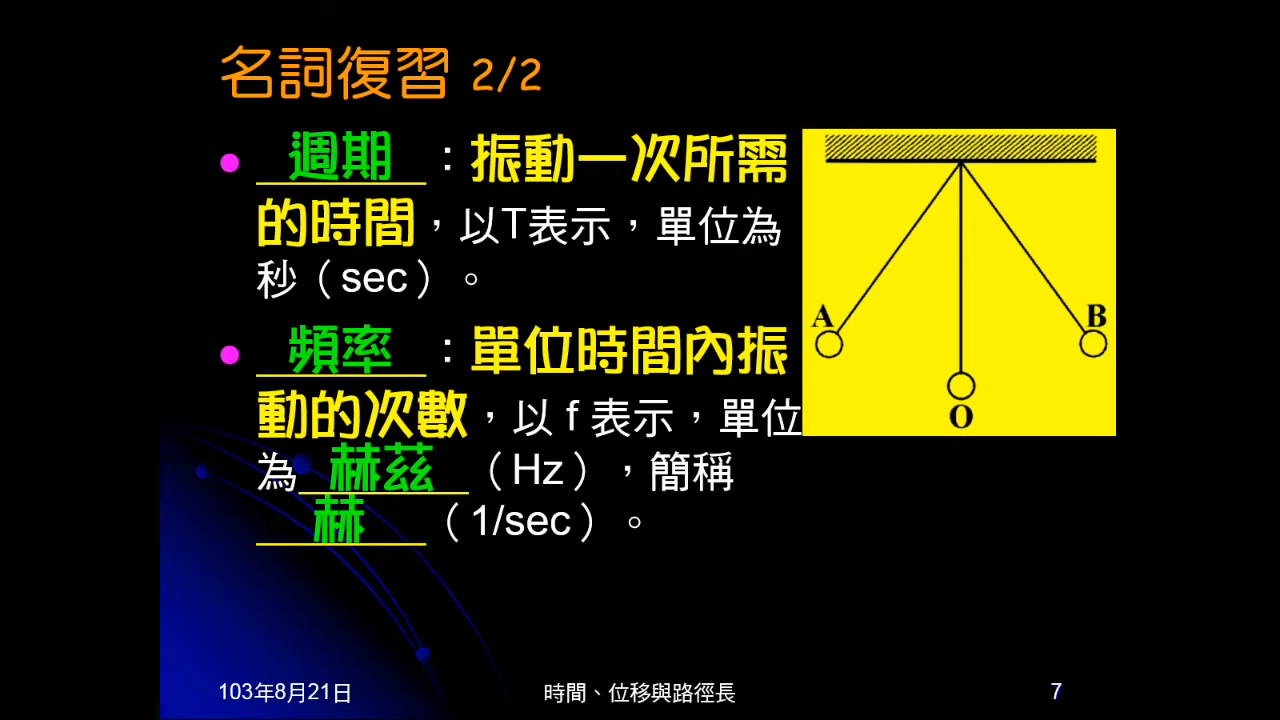 名詞復習 2/2
週期：振動一次所需
的時間，以T表示，單位為
秒（sec）。
頻率：單位時間內振
動的次數，以 f 表示，單位
為赫茲（Hz），簡稱
赫（1/sec）。
A
B
O
103年8月21日
時間、位移與路徑長
7